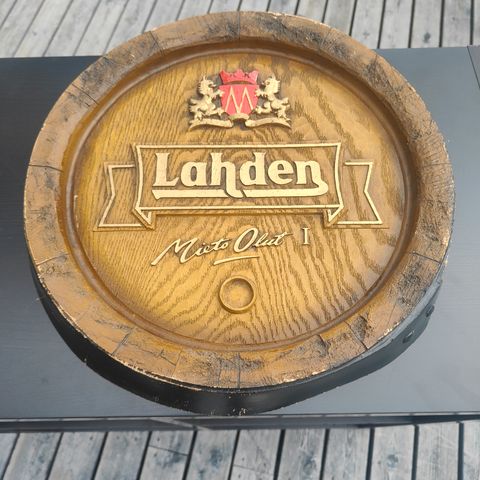 M
Lahden
Mieto Olut I